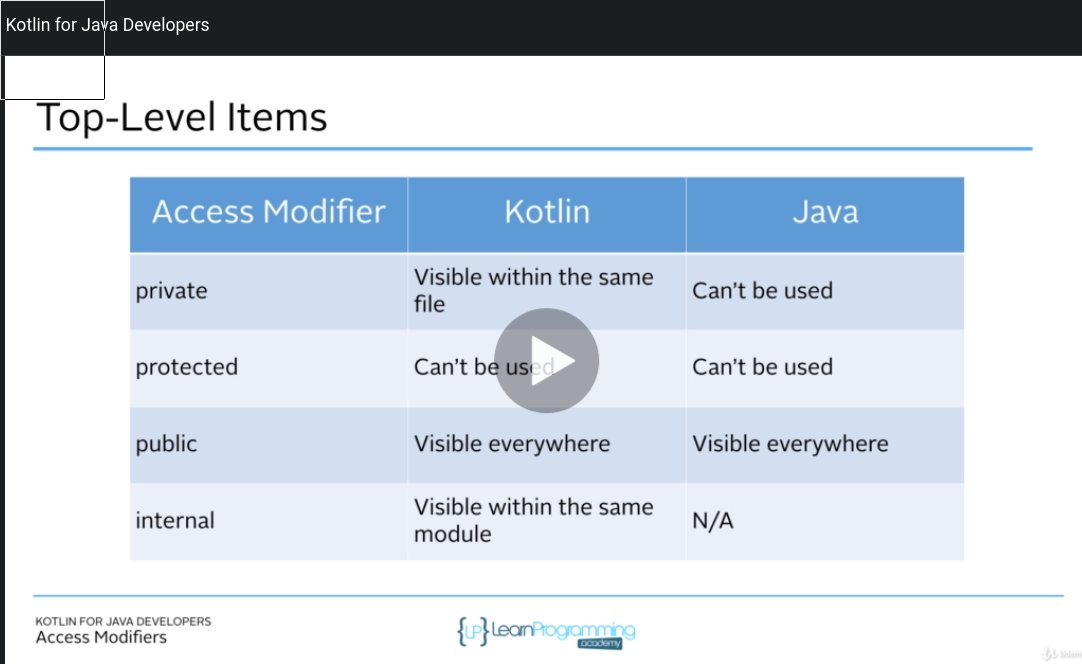 Kotlin for Java Developers
Top-Level Items
Access Modifier Kotlin Java
private Visible within the same file Can’t be used
protected Can’t be used Can’t be used
public Visible everywhere Visible everywhere
internal Visible within the same module N/A
KOTLIN FOR JAVA DEVELOPERS
Access Modifiers
{LP} LearnProgramming
.academy
Udemy